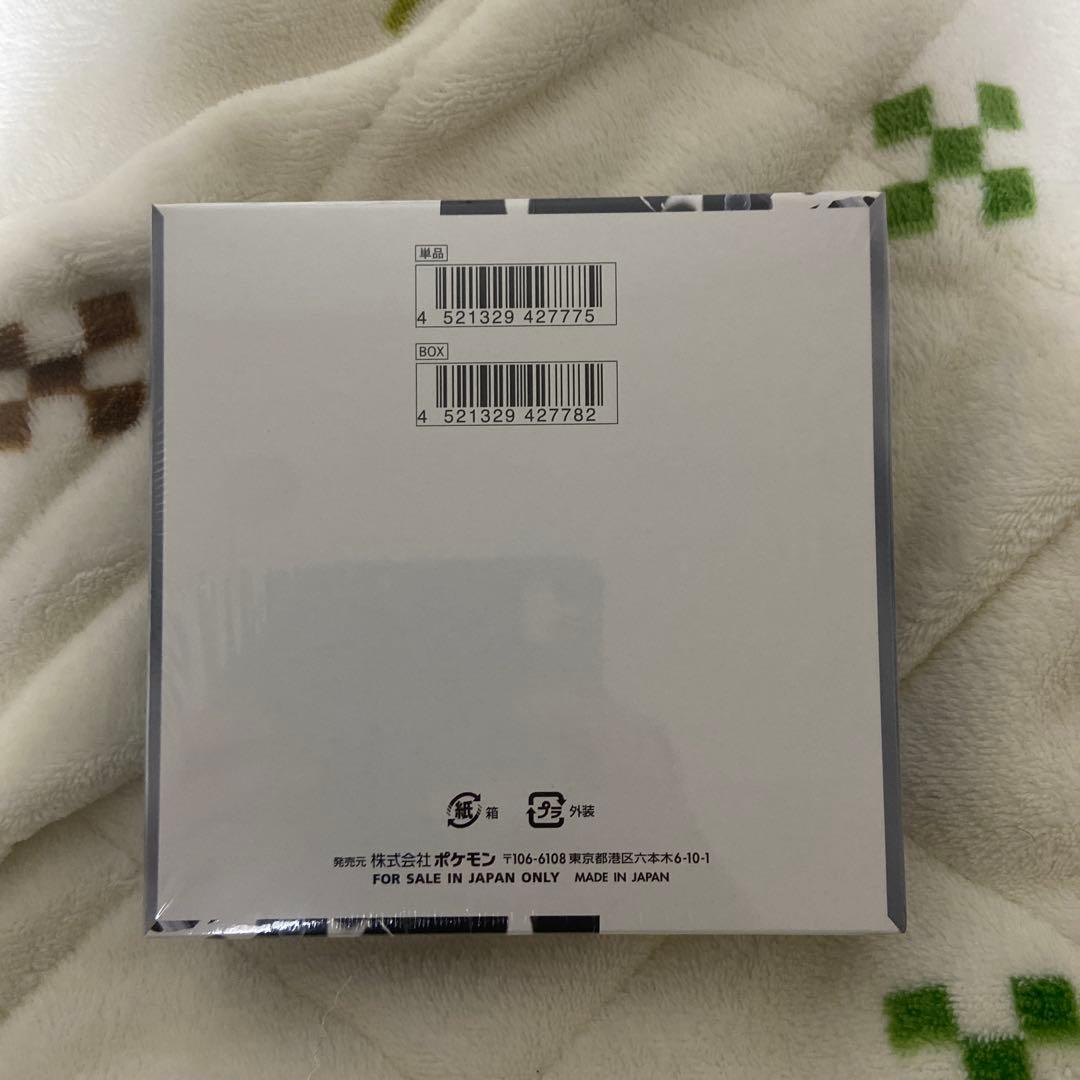 単品
4 521329 427775
BOX
4 521329 427782
紙 箱 プラ 外装
発売元 株式会社 ポケモン 〒106-6108 東京都港区六本木6-10-1
FOR SALE IN JAPAN ONLY MADE IN JAPAN